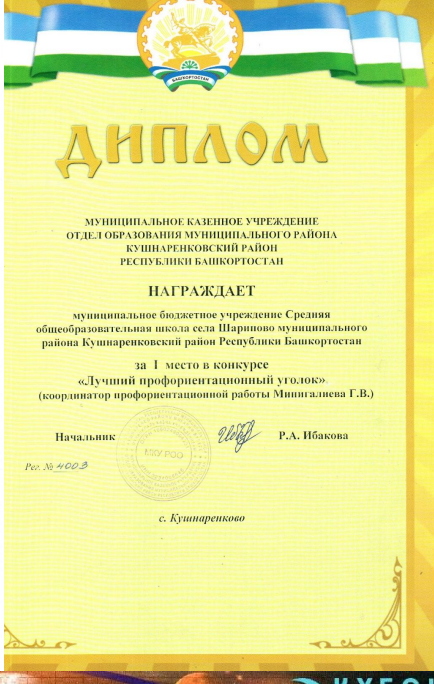 БАШКОРТОСТАН
ДИПЛОМ
МУНИЦИПАЛЬНОЕ КАЗЕННОЕ УЧРЕЖДЕНИЕ
ОТДЕЛ ОБРАЗОВАНИЯ МУНИЦИПАЛЬНОГО РАЙОНА
КУШНАРЕНКОВСКИЙ РАЙОН
РЕСПУБЛИКИ БАШКОРТОСТАН
НАГРАЖДАЕТ
муниципальное бюджетное учреждение Средняя
общеобразовательная школа села Шарипово муниципального
района Кушнаренковский район Республики Башкортостан
за I место в конкурсе
«Лучший профориентационный уголок»
(координатор профориентационной работы Минигалиева Г.В.)
Начальник
МКУ РОО
Р.А. Ибакова
Рег. № 4003
с. Кушнаренково